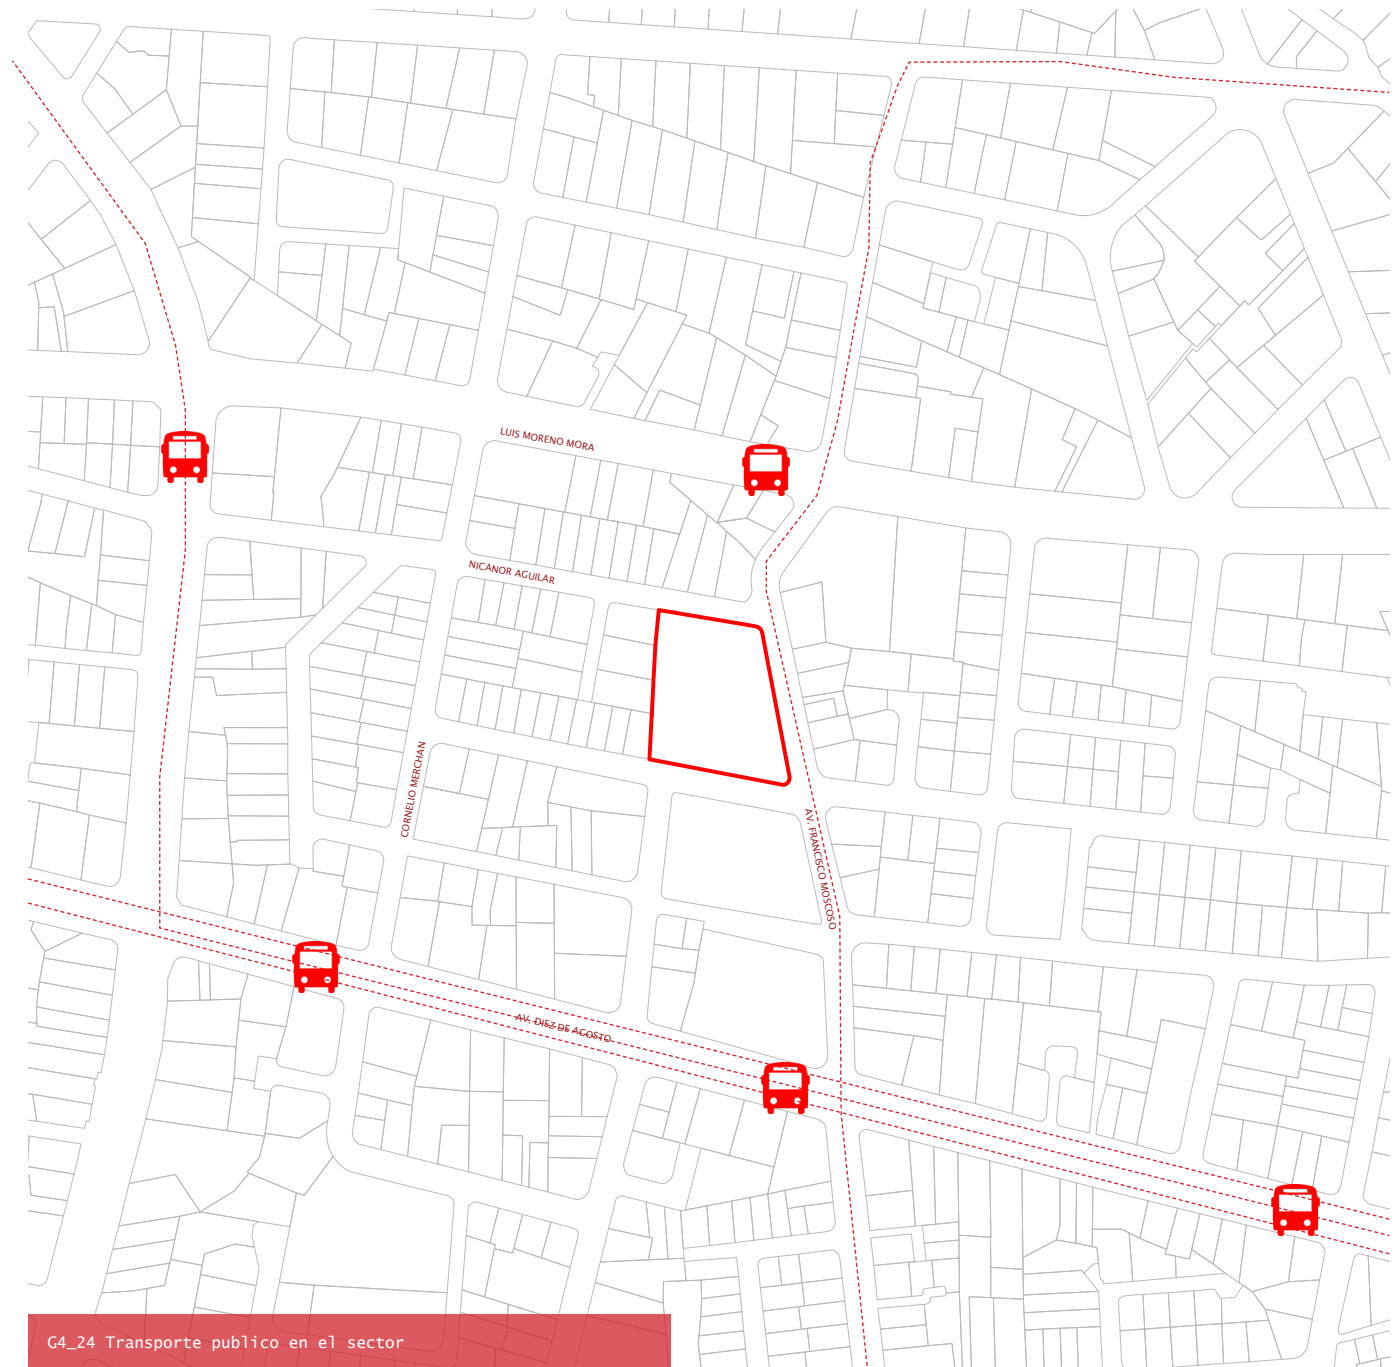 LUIS MORENO MORA
NICANOR AGUILAR
CORNELIO MERCHAN
AV. FRANCISCO MOSCOSO
AV. DIEZ DE AGOSTO
G4_24 Transporte publico en el sector